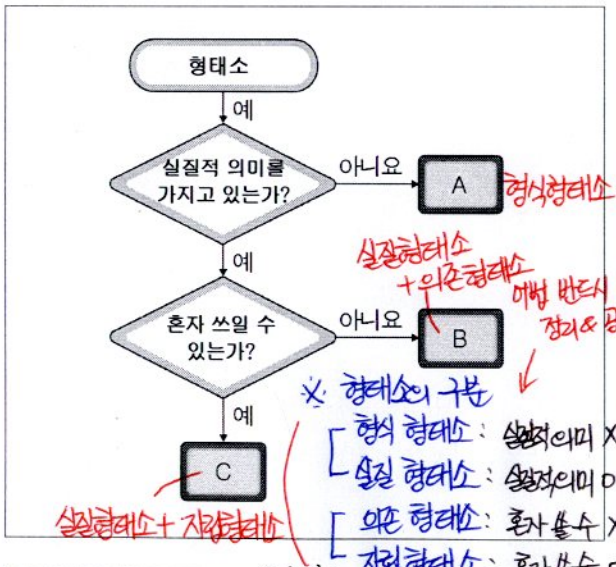 형태소
예
실질적 의미를
가지고 있는가?
아니요
A
형식형태소
예
실질형태소
+ 의존형태소
혼자 쓰일 수
있는가?
아니요
B
어법 반드시
정리&
예
C
실질형태소 + 자립형태소
※ 형태소의 구분
형식 형태소 : 실질적의미 X
실질 형태소 : 실질적의미 O
의존 형태소 : 혼자 쓸 수 X
자립형태소 : 혼자 쓸 수